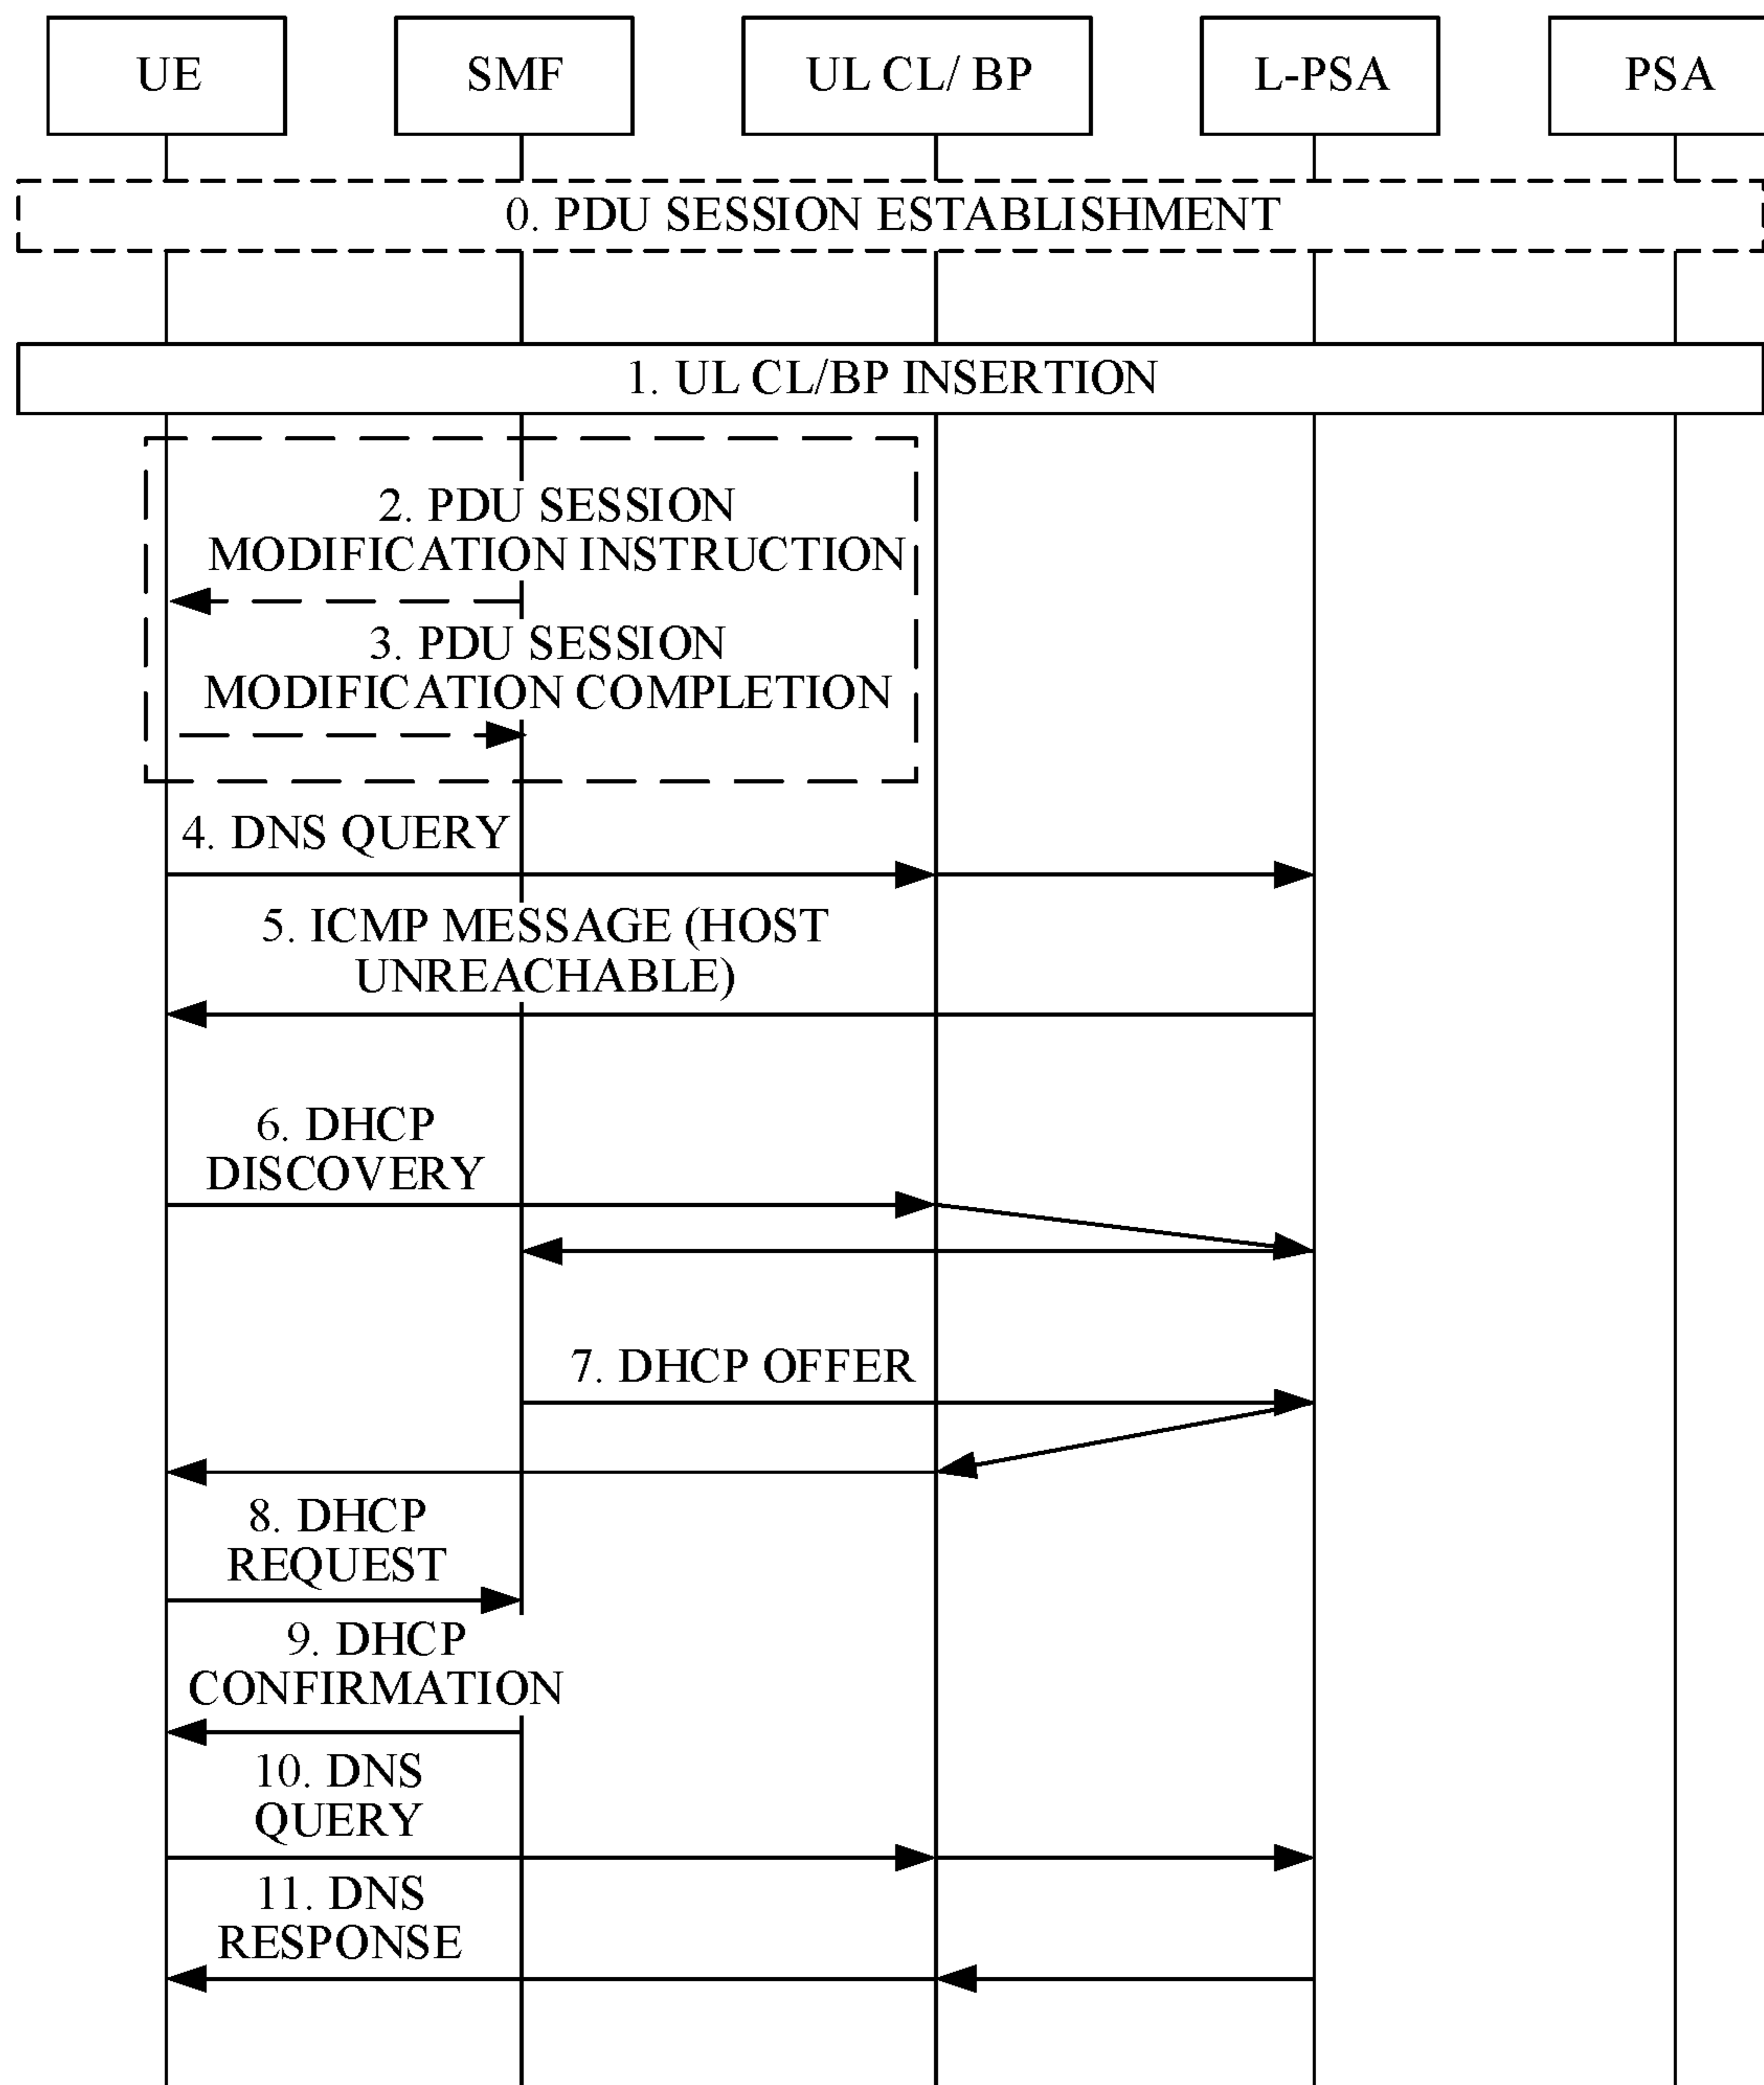 UE
SMF
UL CL/ BP
L-PSA
PSA
0. PDU SESSION ESTABLISHMENT
1. UL CL/BP INSERTION
2. PDU SESSION
MODIFICATION INSTRUCTION
3. PDU SESSION
MODIFICATION COMPLETION
4. DNS QUERY
5. ICMP MESSAGE (HOST
UNREACHABLE)
6. DHCP
DISCOVERY
7. DHCP OFFER
8. DHCP
REQUEST
9. DHCP
CONFIRMATION
10. DNS
QUERY
11. DNS
RESPONSE